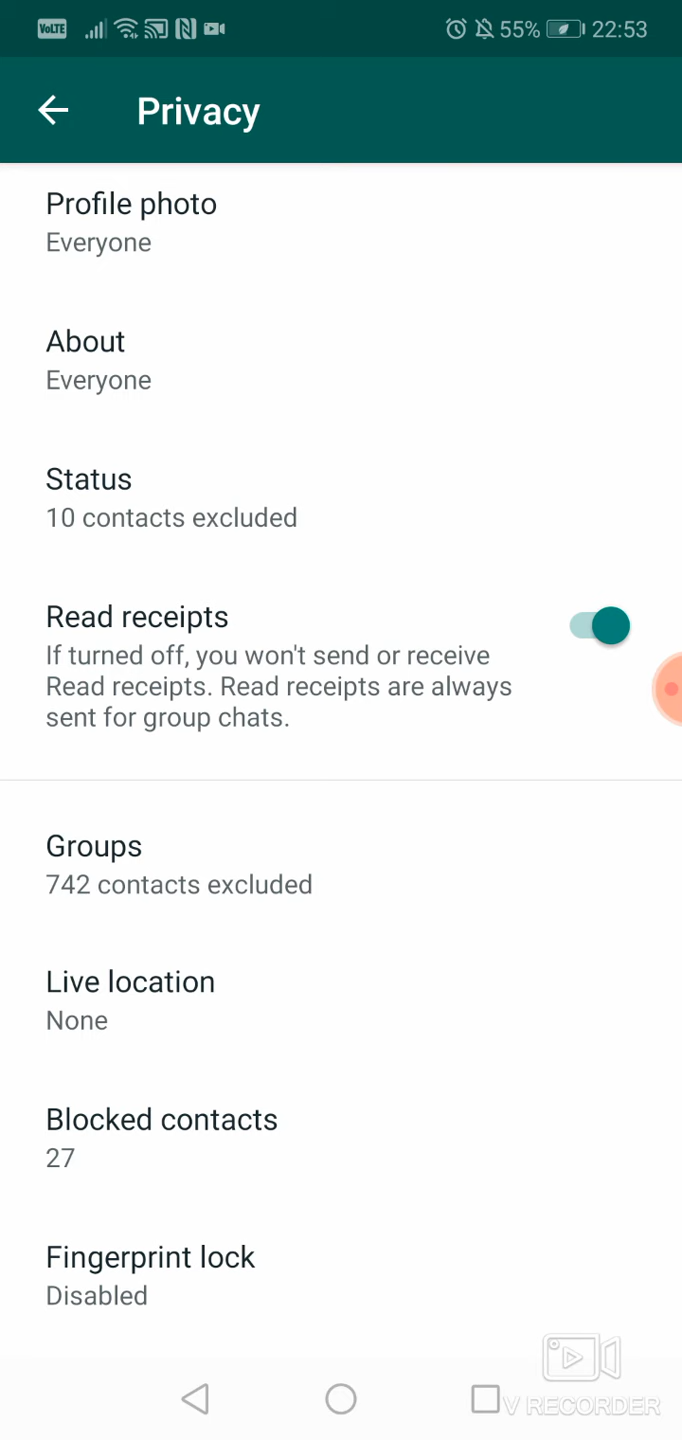 VoLTE 55% 22:53
Privacy
Profile photo
Everyone
About
Everyone
Status
10 contacts excluded
Read receipts
If turned off, you won't send or receive
Read receipts. Read receipts are always
sent for group chats.
Groups
742 contacts excluded
Live location
None
Blocked contacts
27
Fingerprint lock
Disabled
V RECORDER